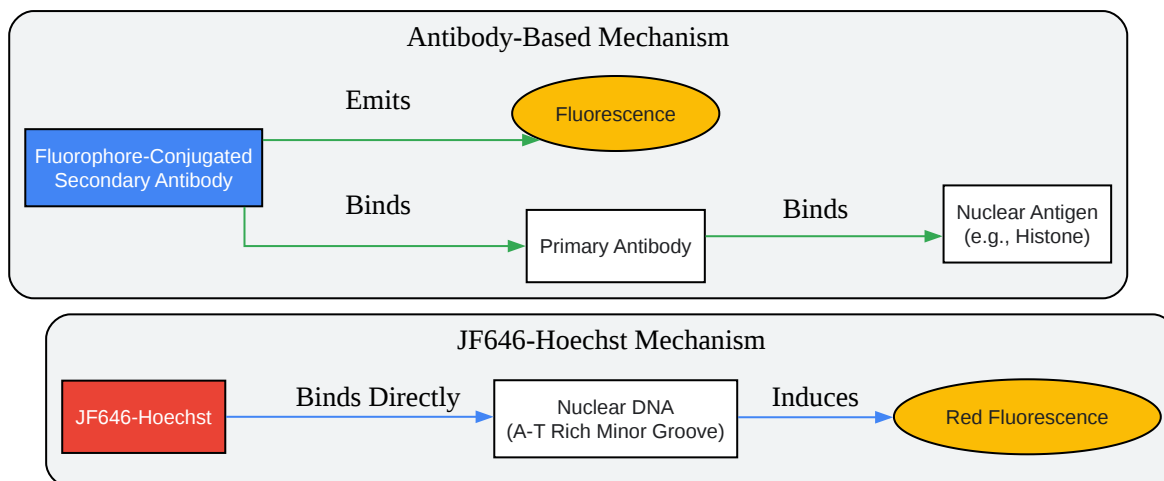 Antibody-Based Mechanism
Emits
Fluorescence
Fluorophore-Conjugated
Secondary Antibody
Binds
Primary Antibody
Binds
Nuclear Antigen
(e.g., Histone)
JF646-Hoechst Mechanism
JF646-Hoechst
Binds Directly
Nuclear DNA
(A-T Rich Minor Groove)
Induces
Red Fluorescence